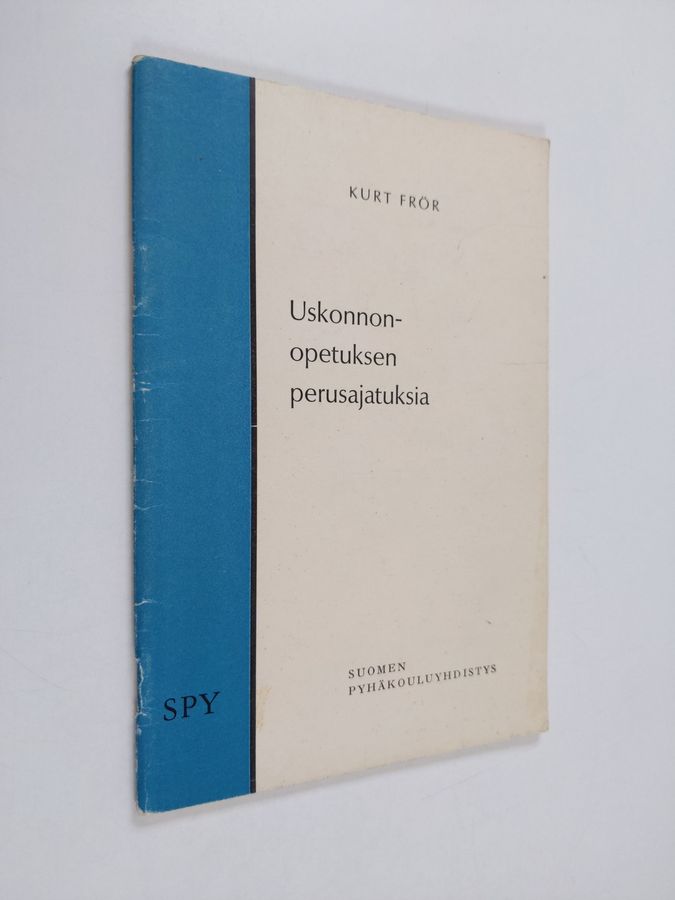 KURT FRÖR
Uskonnon-
opetuksen
perusajatuksia
SUOMEN
PYHÄKOULUYHDISTYS
SPY